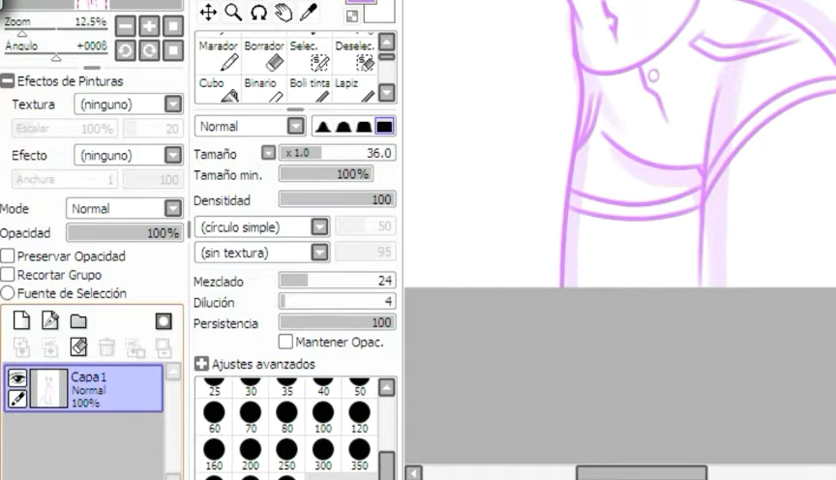 Zoom 12.5%
Ángulo +0008
Efectos de Pinturas
Textura (ninguno)
Escalar 100% 20
Efecto (ninguno)
Anchura 1 100
Mode Normal
Opacidad 100%
Preservar Opacidad
Recortar Grupo
Fuente de Selección
Capa1
Normal
100%
Marador Borrador Selec. Deselec.
Cubo Binario Boli tinta Lapiz
Normal
Tamaño x 1.0 36.0
Tamaño min. 100%
Densitidad 100
(círculo simple) 50
(sin textura) 95
Mezclado 24
Dilución 4
Persistencia 100
Mantener Opac.
Ajustes avanzados
25 30 35 40 50
60 70 80 100 120
160 200 250 300 350